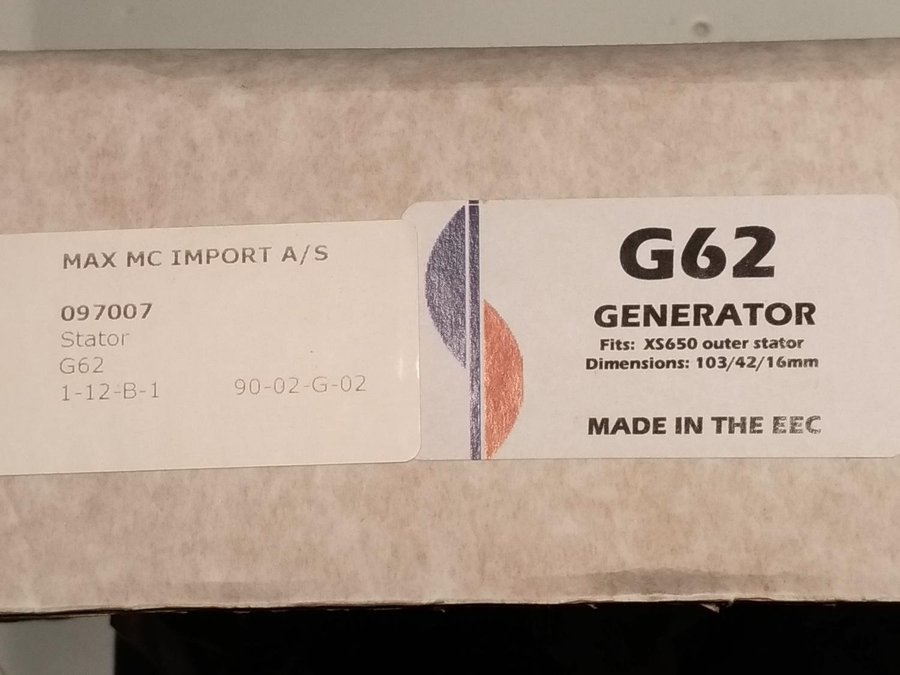 MAX MC IMPORT A/S
097007
Stator
G62
1-12-B-1 90-02-G-02
G62
GENERATOR
Fits: XS650 outer stator
Dimensions: 103/42/16mm
MADE IN THE EEC